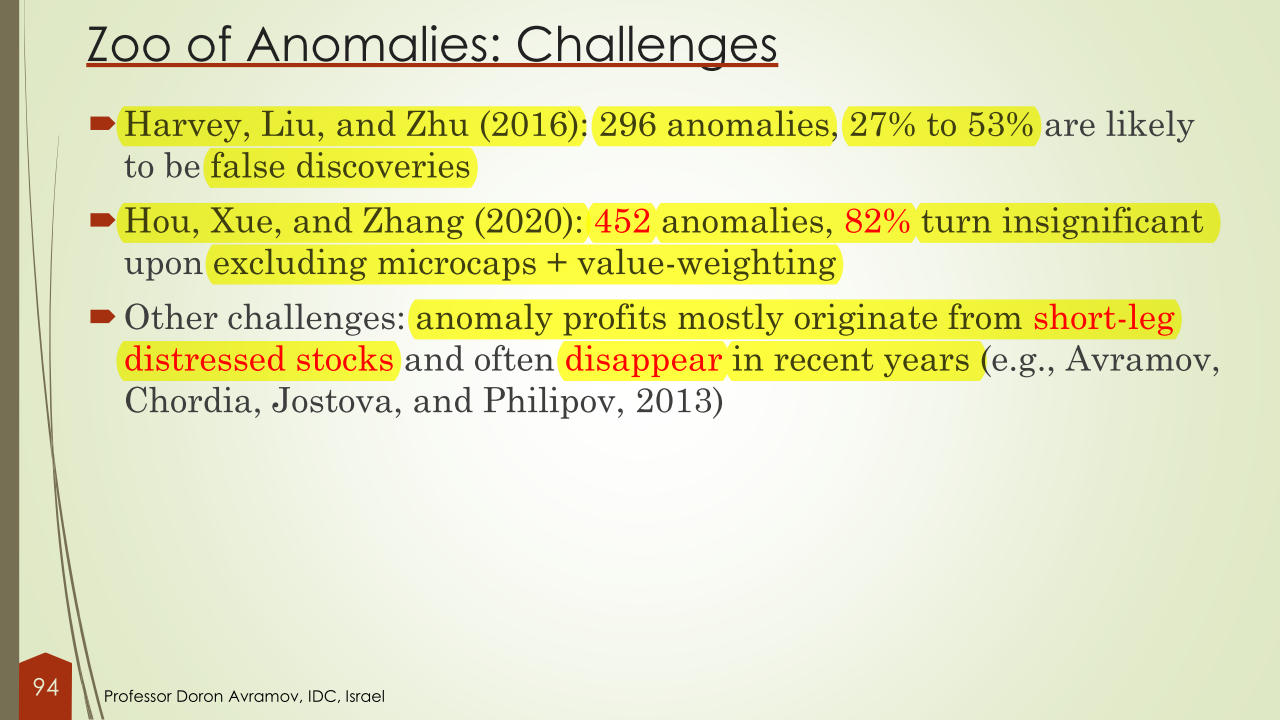 Zoo of Anomalies: Challenges
Harvey, Liu, and Zhu (2016): 296 anomalies, 27% to 53% are likely
to be false discoveries
Hou, Xue, and Zhang (2020): 452 anomalies, 82% turn insignificant
upon excluding microcaps + value-weighting
Other challenges: anomaly profits mostly originate from short-leg
distressed stocks and often disappear in recent years (e.g., Avramov,
Chordia, Jostova, and Philipov, 2013)
94
Professor Doron Avramov, IDC, Israel